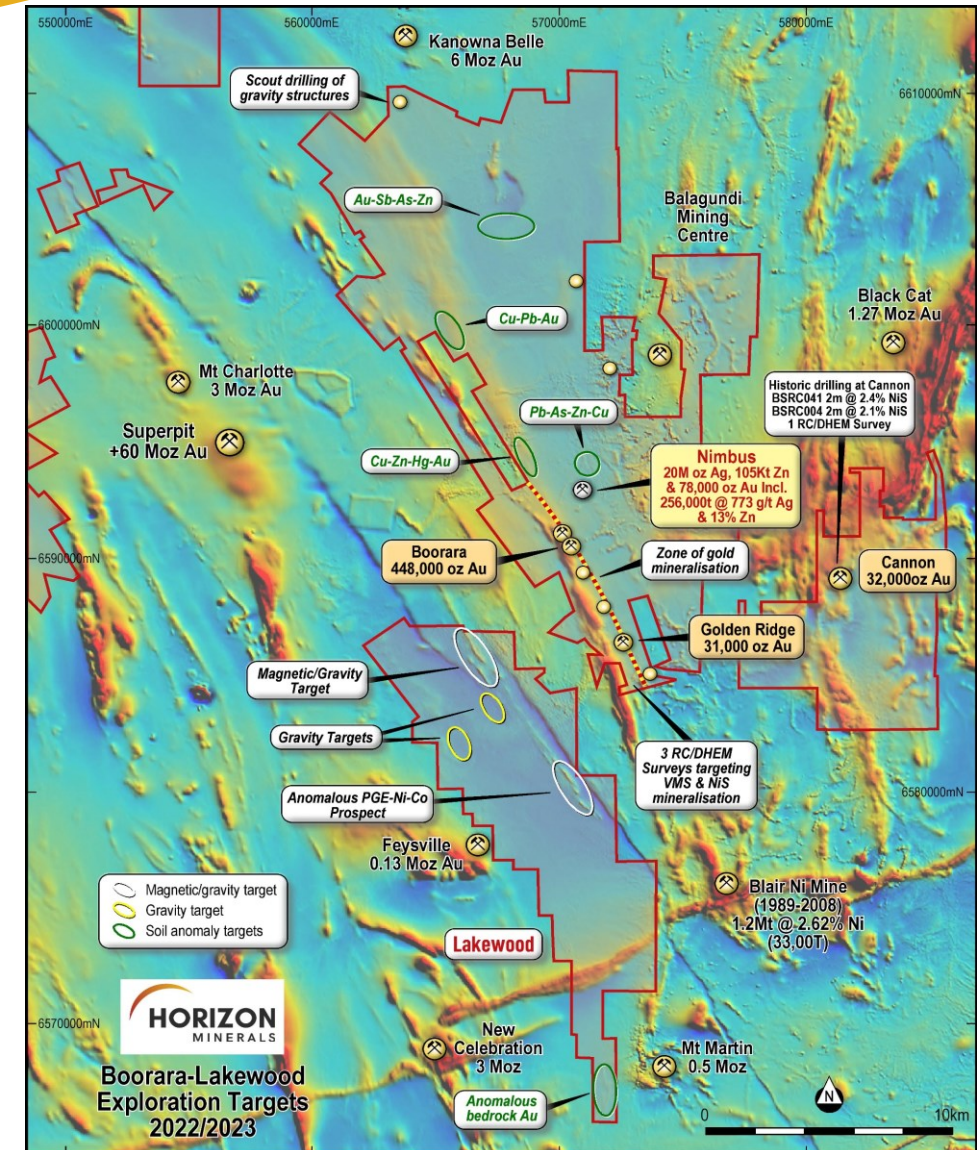 550000mE
560000mE
570000mE
580000mE
Kanowna Belle
6 Moz Au
Scout drilling of
gravity structures
6610000mN
Au-Sb-As-Zn
Balagundi
Mining
Centre
Black Cat
1.27 Moz Au
6600000mN
Cu-Pb-Au
Mt Charlotte
3 Moz Au
Historic drilling at Cannon
BSRC041 2m @ 2.4% NiS
BSRC004 2m @ 2.1% NiS
1 RC/DHEM Survey
Pb-As-Zn-Cu
Superpit
+60 Moz Au
Cu-Zn-Hg-Au
Nimbus
20M oz Ag, 105Kt Zn
& 78,000 oz Au Incl.
256,000t @ 773 g/t Ag
& 13% Zn
Boorara
448,000 oz Au
Zone of gold
mineralisation
6590000mN
Cannon
32,000oz Au
Golden Ridge
31,000 oz Au
Magnetic/Gravity
Target
Gravity Targets
3 RC/DHEM
Surveys targeting
VMS & NiS
mineralisation
Anomalous PGE-Ni-Co
Prospect
6580000mN
Feysville
0.13 Moz Au
Blair Ni Mine
(1989-2008)
1.2Mt @ 2.62% Ni
(33,00T)
Magnetic/gravity target
Gravity target
Soil anomaly targets
Lakewood
HORIZON
MINERALS
6570000mN
New
Celebration
3 Moz
Mt Martin
0.5 Moz
Boorara-Lakewood
Exploration Targets
2022/2023
Anomalous
bedrock Au
N
0
10km